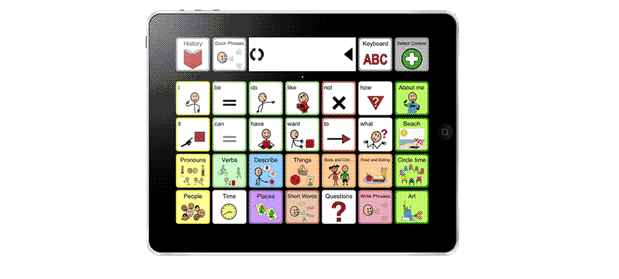 History Quick Phrases Keyboard Select Content
ABC
I be do like not how About me
it can have want to what Beach
Pronouns Verbs Describe Things Body and Clot.. Food and Eating Circle time
People Time Places Short Words Questions Write Phrases Art